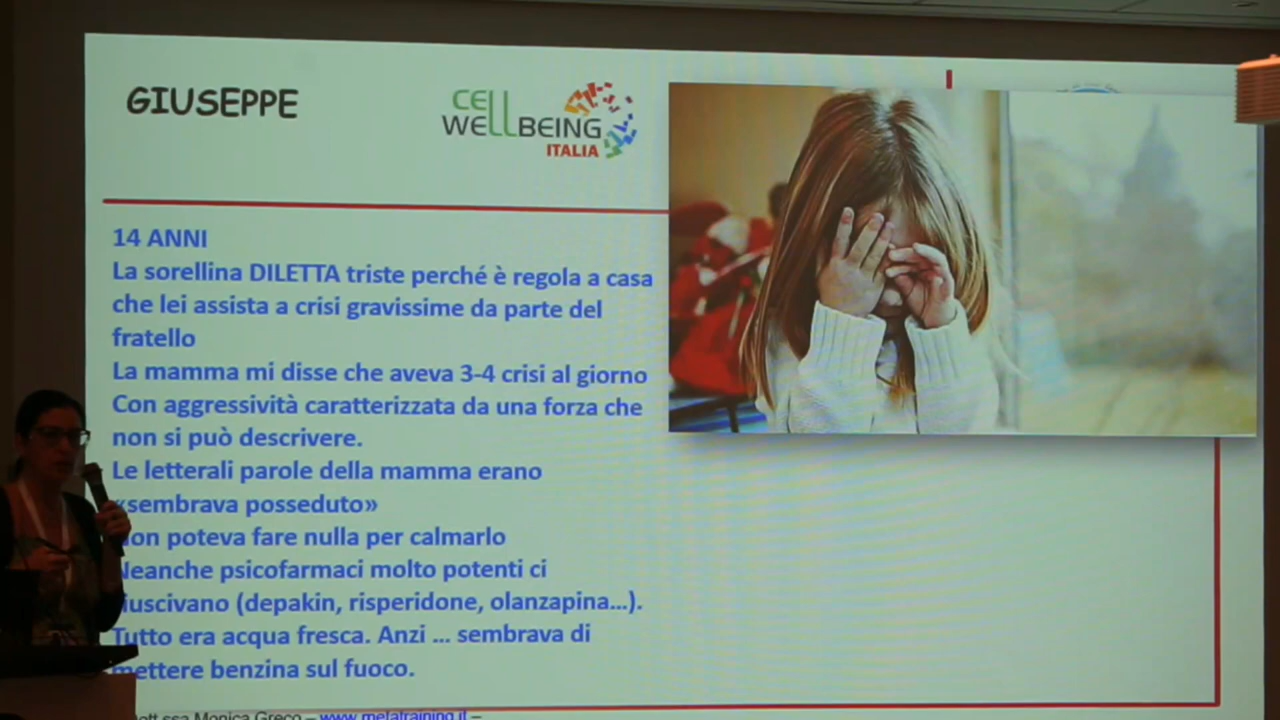 GIUSEPPE
CELL
WELLBEING
ITALIA
14 ANNI
La sorellina DILETTA triste perché è regola a casa
che lei assista a crisi gravissime da parte del
fratello
La mamma mi disse che aveva 3-4 crisi al giorno
Con aggressività caratterizzata da una forza che
non si può descrivere.
Le letterali parole della mamma erano
«sembrava posseduto»
Non poteva fare nulla per calmarlo
Neanche psicofarmaci molto potenti ci
riuscivano (depakin, risperidone, olanzapina...).
Tutto era acqua fresca. Anzi ... sembrava di
mettere benzina sul fuoco.
Dott.ssa Monica Greco – www.metatraining.it –